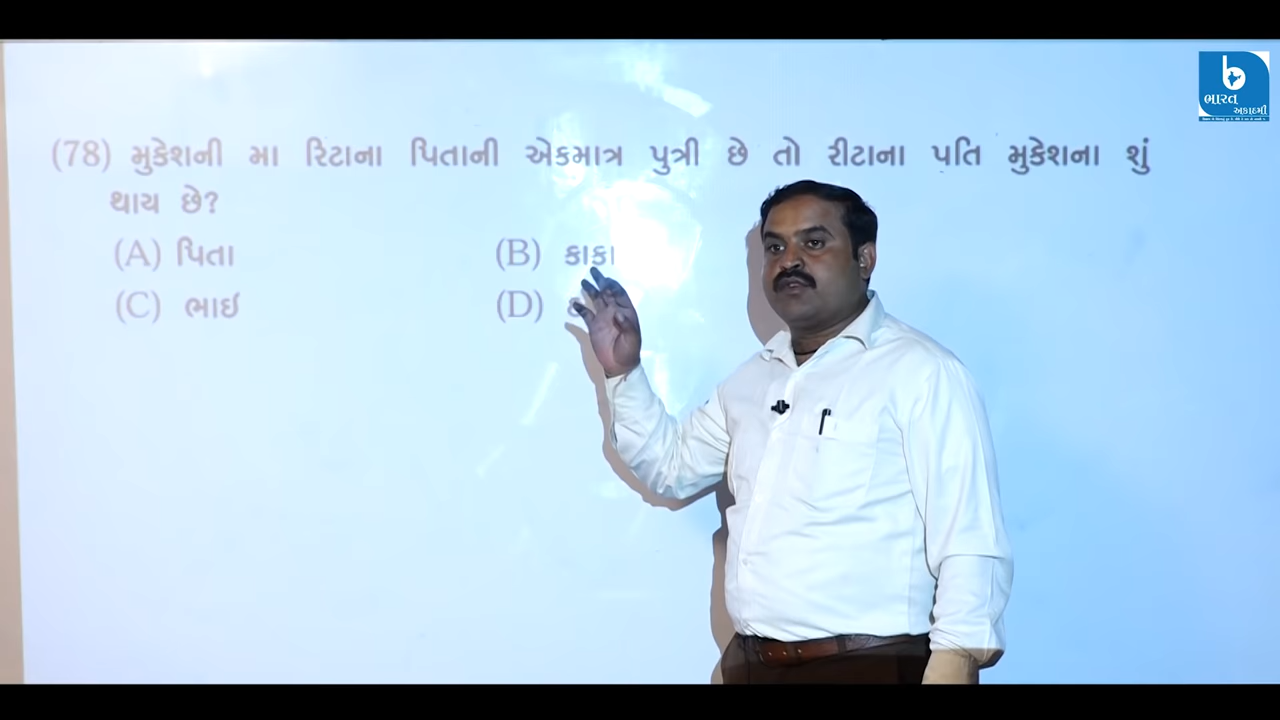 ભારત
અકાદમી
(78) મુકેશની મા રિટાના પિતાની એકમાત્ર પુત્રી છે તો રીટાના પતિ મુકેશના શું
થાય છે?
(A) પિતા (B) કાકા
(C) ભાઈ (D)